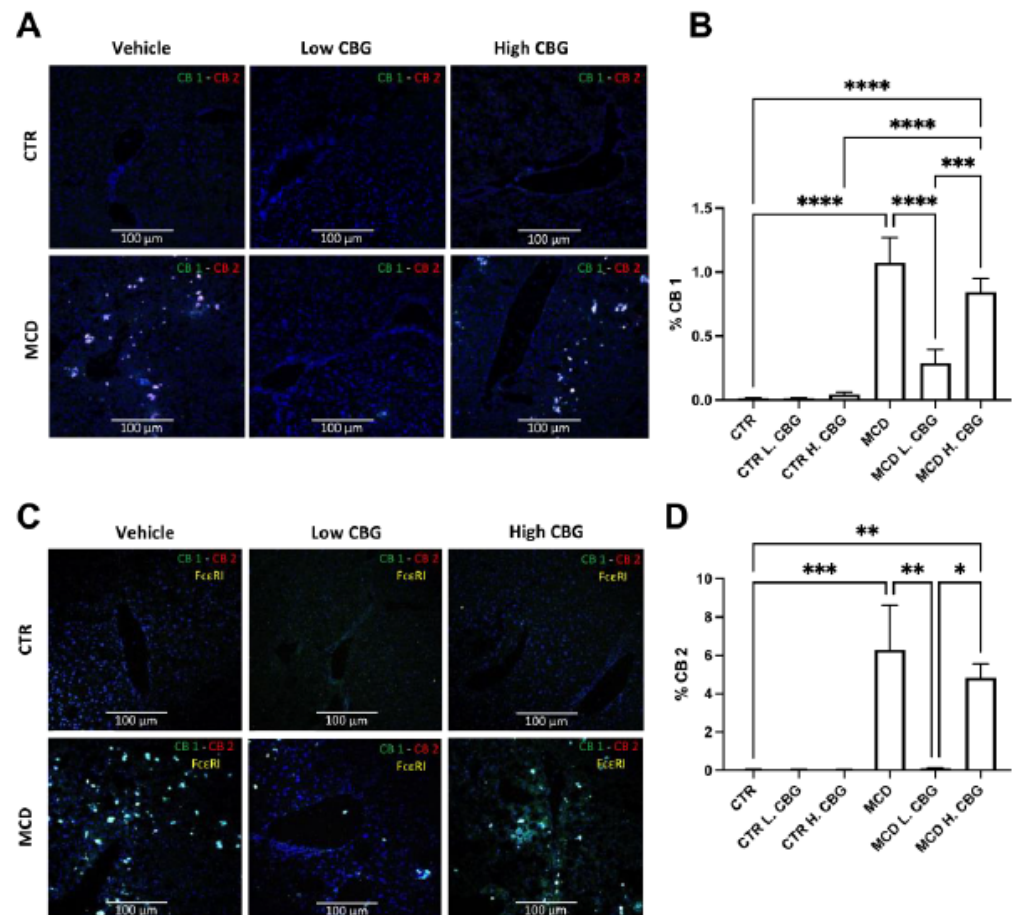 A
Vehicle
Low CBG
High CBG
CTR
CB 1 - CB 2
CB 1 - CB 2
CB 1 - CB 2
100 µm
100 µm
100 µm
MCD
CB 1 - CB 2
CB 1 - CB 2
CB 1 - CB 2
100 µm
100 µm
100 µm
B
****
****
***
****
****
% CB 1
1.5
1.0
0.5
0.0
CTR
CTR L. CBG
CTR H. CBG
MCD
MCD L. CBG
MCD H. CBG
C
Vehicle
Low CBG
High CBG
CTR
CB 1 - CB 2
FcεRI
CB 1 - CB 2
FcεRI
CB 1 - CB 2
FcεRI
100 µm
100 µm
100 µm
MCD
CB 1 - CB 2
FcεRI
CB 1 - CB 2
FcεRI
CB 1 - CB 2
FcεRI
100 µm
100 µm
100 µm
D
**
***
**
*
% CB 2
10
8
6
4
2
0
CTR
CTR L. CBG
CTR H. CBG
MCD
MCD L. CBG
MCD H. CBG